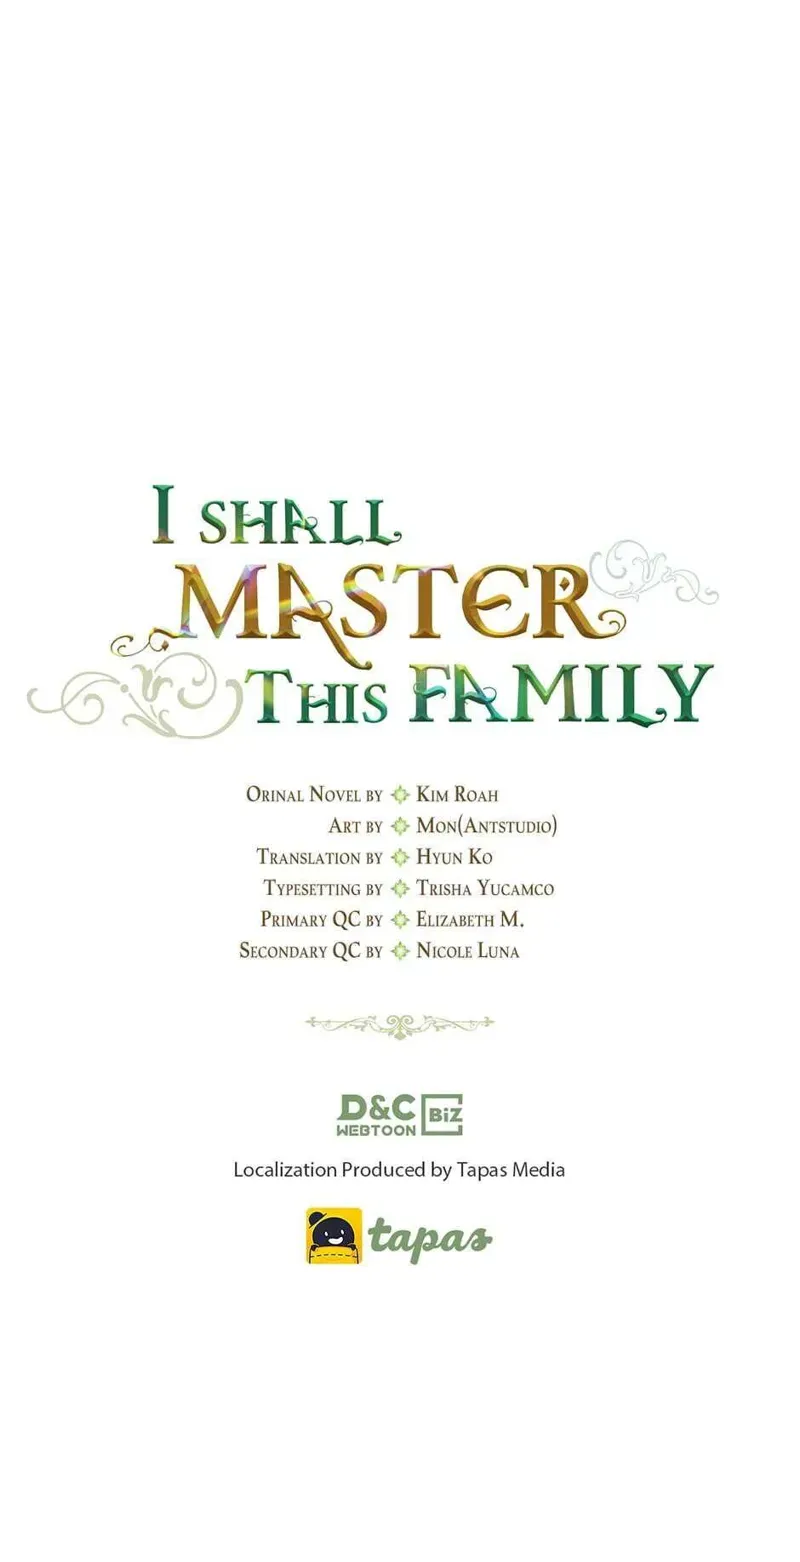 I SHALL
MASTER
THIS FAMILY
ORINAL NOVEL BY KIM ROAH
ART BY MON(ANTSTUDIO)
TRANSLATION BY HYUN KO
TYPESETTING BY TRISHA YUCAMCO
PRIMARY QC BY ELIZABETH M.
SECONDARY QC BY NICOLE LUNA
D&C
WEBTOON BiZ
Localization Produced by Tapas Media
tapas